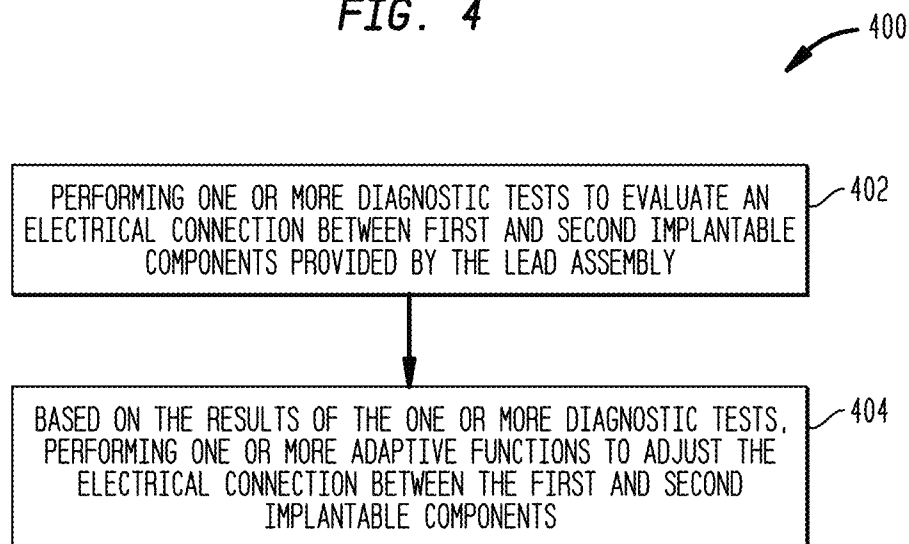 FIG. 4
400
PERFORMING ONE OR MORE DIAGNOSTIC TESTS TO EVALUATE AN
ELECTRICAL CONNECTION BETWEEN FIRST AND SECOND IMPLANTABLE
COMPONENTS PROVIDED BY THE LEAD ASSEMBLY
402
BASED ON THE RESULTS OF THE ONE OR MORE DIAGNOSTIC TESTS,
PERFORMING ONE OR MORE ADAPTIVE FUNCTIONS TO ADJUST THE
ELECTRICAL CONNECTION BETWEEN THE FIRST AND SECOND
IMPLANTABLE COMPONENTS
404